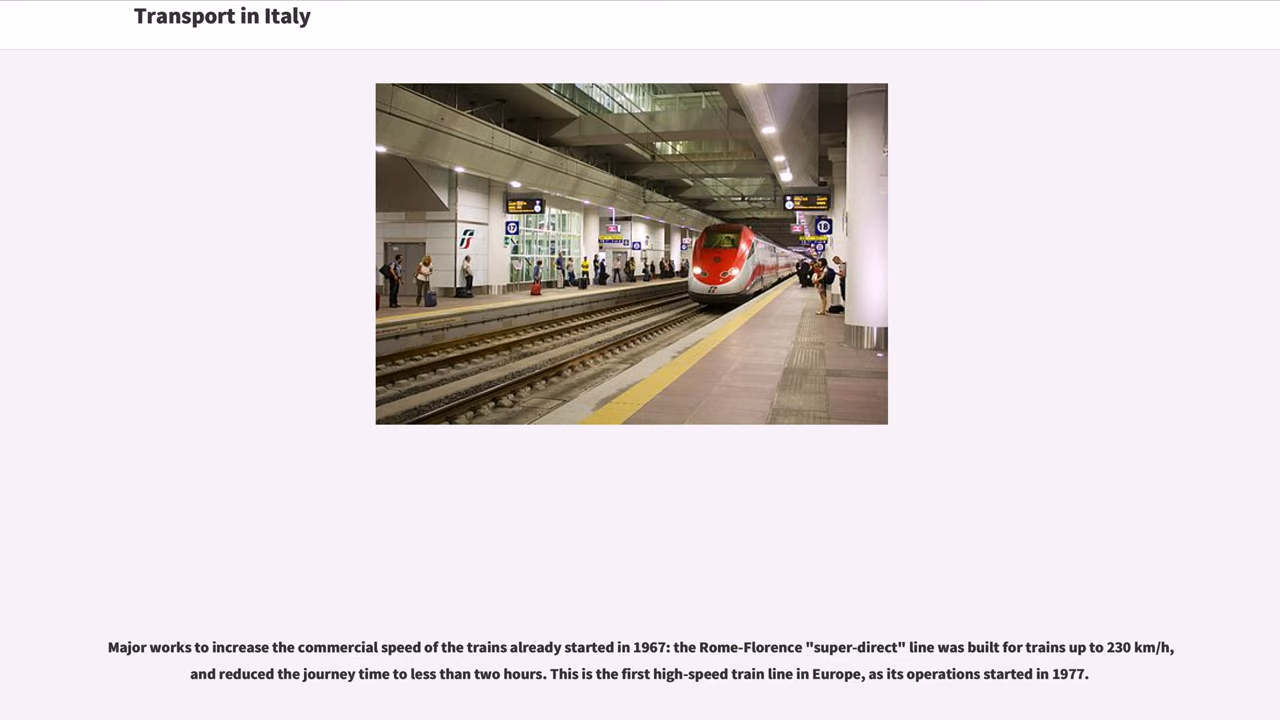 Transport in Italy
17
18
Major works to increase the commercial speed of the trains already started in 1967: the Rome-Florence "super-direct" line was built for trains up to 230 km/h,
and reduced the journey time to less than two hours. This is the first high-speed train line in Europe, as its operations started in 1977.